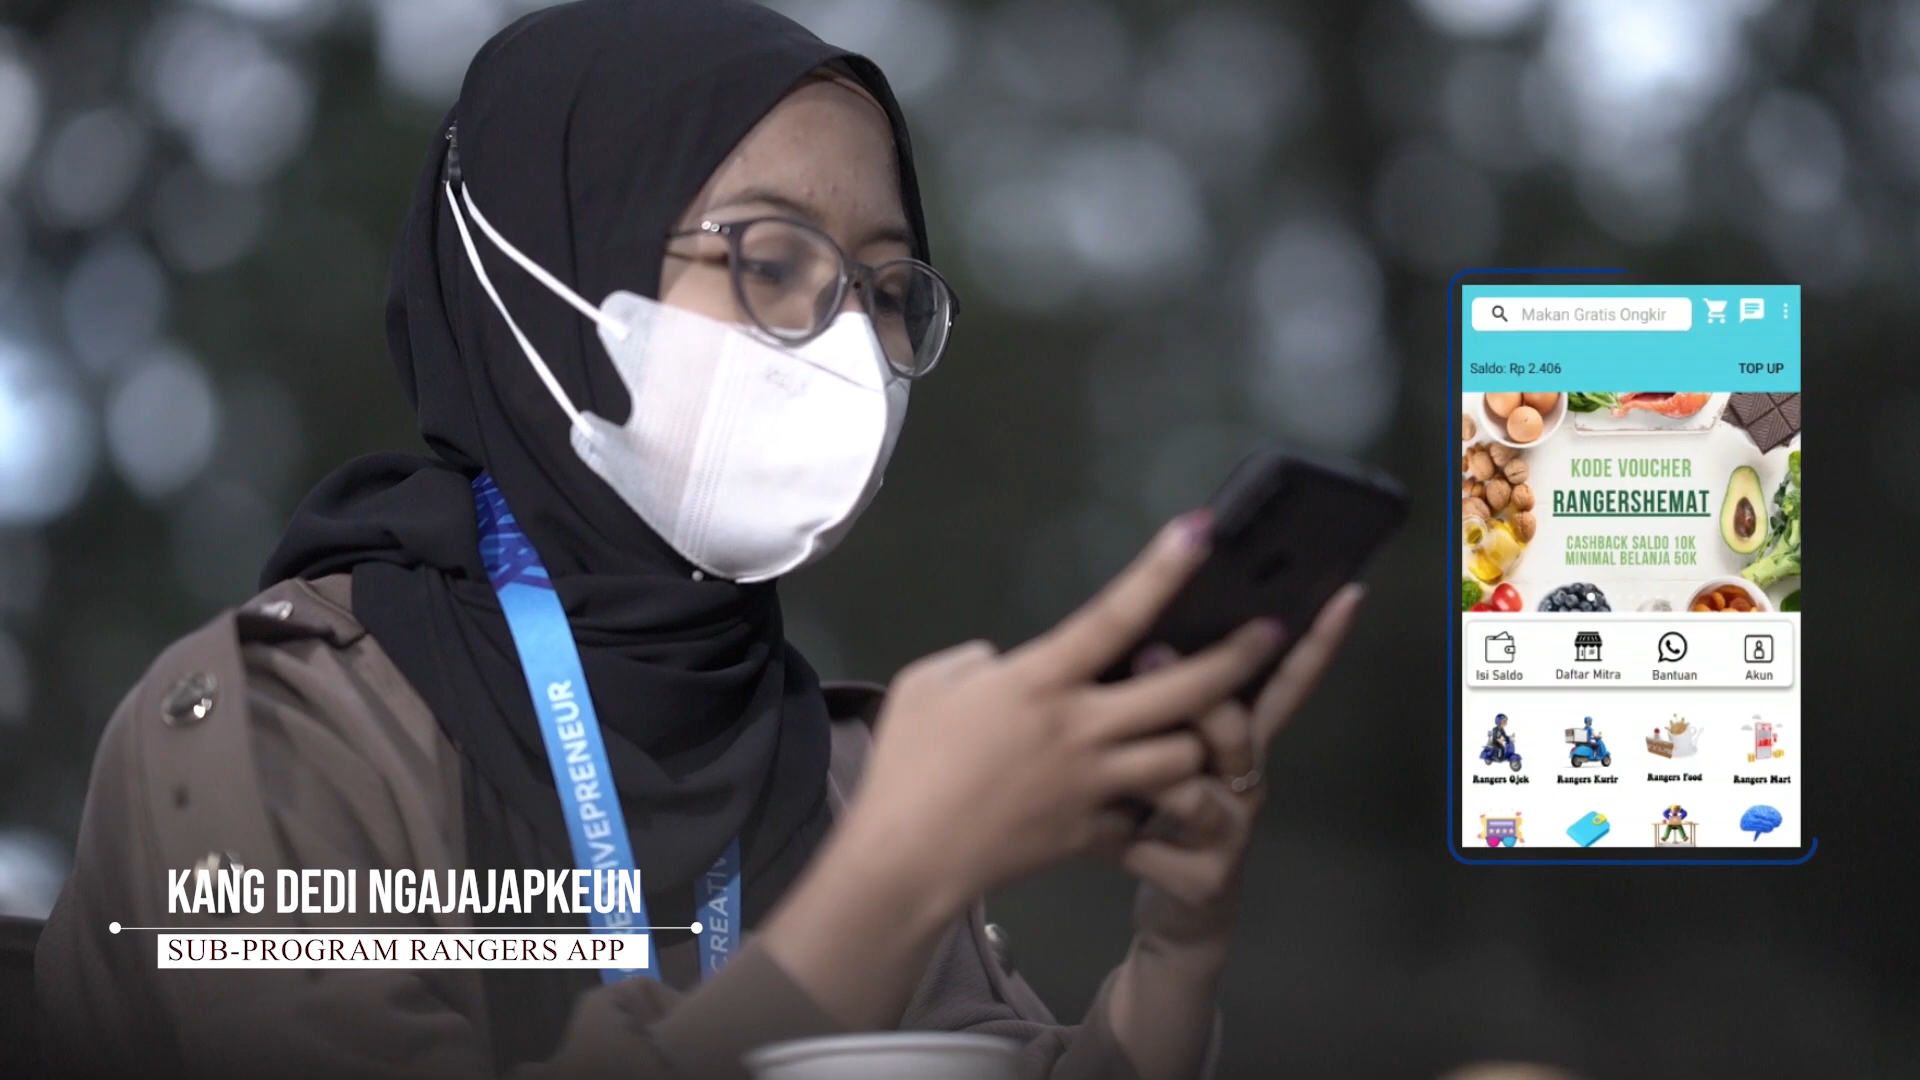 Makan Gratis Ongkir
Saldo: Rp 2.406
TOP UP
KODE VOUCHER
RANGERSHEMAT
CASHBACK SALDO 10K
MINIMAL BELANJA 50K
Isi Saldo
Daftar Mitra
Bantuan
Akun
Rangers Ojek
Rangers Kurir
Rangers Food
Rangers Mart
CREATIVEPRENEUR
CREATIV
KANG DEDI NGAJAJAPKEUN
SUB-PROGRAM RANGERS APP